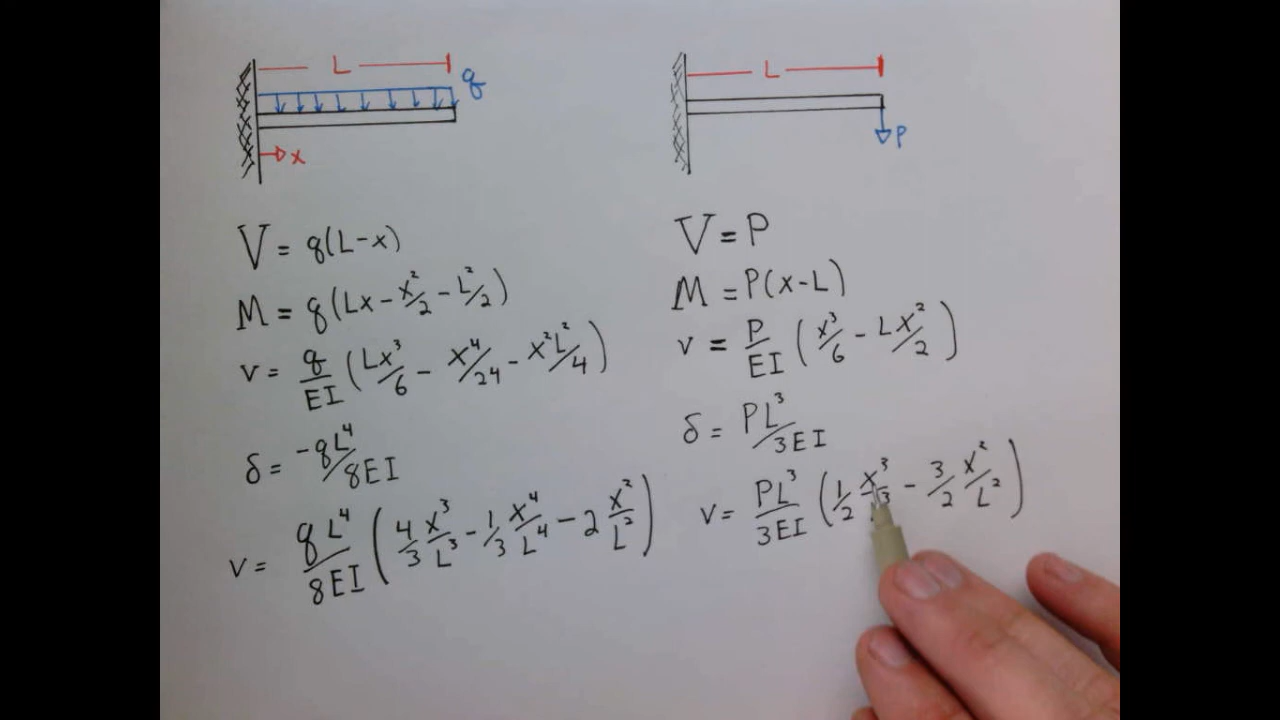 L
q
x
V = q(L-x)
M = q(Lx - x²/2 - L²/2)
v = q/EI (Lx³/6 - x⁴/24 - x²L²/4)
δ = -qL⁴/8EI
v = qL⁴/8EI (4/3 x³/L³ - 1/3 x⁴/L⁴ - 2 x²/L²)
L
P
V = P
M = P(x-L)
v = P/EI (x³/6 - Lx²/2)
δ = PL³/3EI
v = PL³/3EI (1/2 x³/ ³ - 3/2 x²/L²)